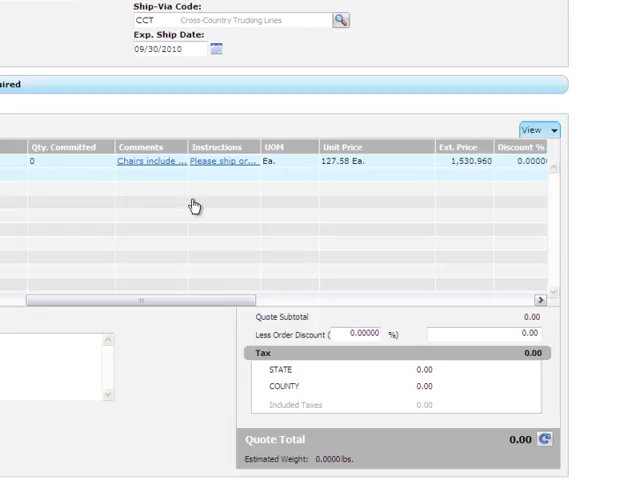 Ship-Via Code:
CCT Cross-Country Trucking Lines
Exp. Ship Date:
09/30/2010
uired
View
Qty. Committed Comments Instructions UOM Unit Price Ext. Price Discount %
0 Chairs include ... Please ship or... Ea. 127.58 Ea. 1,530.960 0.0000
Quote Subtotal 0.00
Less Order Discount ( 0.00000 %) 0.00
Tax 0.00
STATE 0.00
COUNTY 0.00
Included Taxes 0.00
Quote Total 0.00
Estimated Weight: 0.0000 lbs.